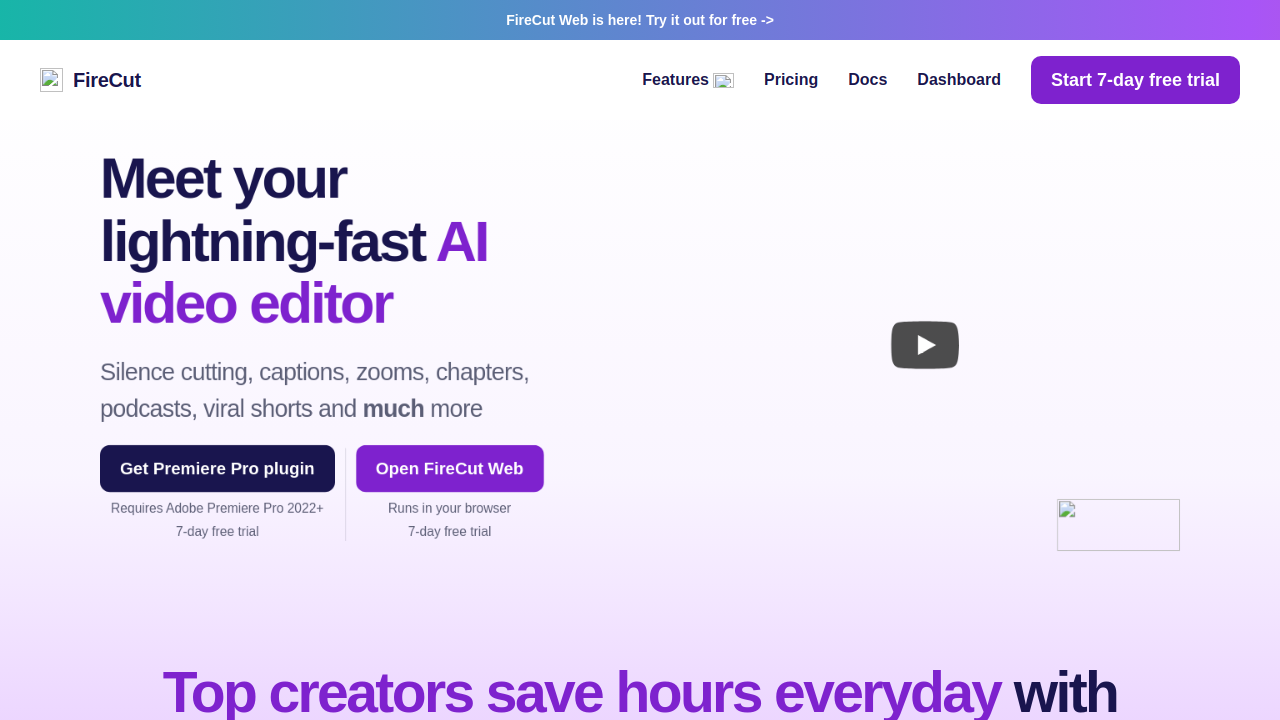 FireCut Web is here! Try it out for free ->
FireCut
Features
Pricing
Docs
Dashboard
Start 7-day free trial
Meet your
lightning-fast AI
video editor
Silence cutting, captions, zooms, chapters,
podcasts, viral shorts and much more
Get Premiere Pro plugin
Requires Adobe Premiere Pro 2022+
7-day free trial
Open FireCut Web
Runs in your browser
7-day free trial
Top creators save hours everyday with